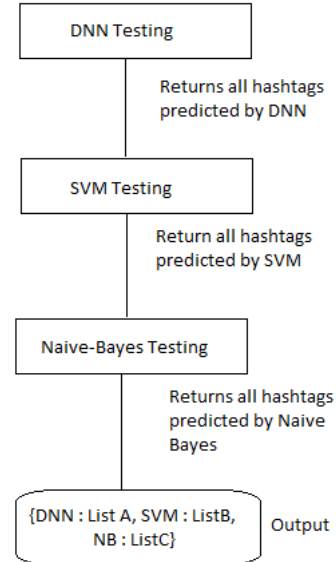 DNN Testing
Returns all hashtags
predicted by DNN
SVM Testing
Return all hashtags
predicted by SVM
Naive-Bayes Testing
Returns all hashtags
predicted by Naive
Bayes
{DNN : List A, SVM : ListB,
NB : ListC}
Output